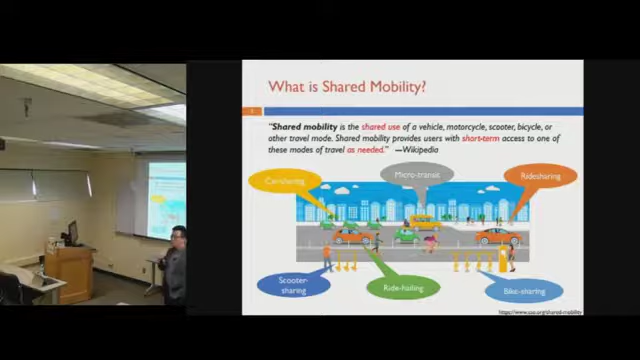 What is Shared Mobility?
"Shared mobility is the shared use of a vehicle, motorcycle, scooter, bicycle, or
other travel mode. Shared mobility provides users with short-term access to one of
these modes of travel as needed." —Wikipedia
Carsharing
Micro-transit
Ridesharing
Scooter-
sharing
Ride-hailing
Bike-sharing